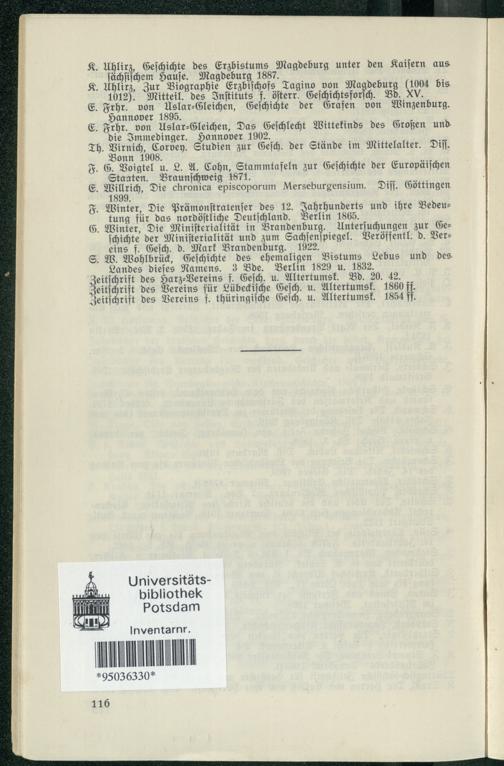 K. Uhlirz, Geschichte des Erzbistums Magdeburg unter den Kaisern aus
sächsischem Hause. Magdeburg 1887.
K. Uhlirz, Zur Biographie Erzbischofs Tagino von Magdeburg (1004 bis
1012). Mitteil. des Instituts f. österr. Geschichtsforsch. Bd. XV.
E. Frhr. von Uslar-Gleichen, Geschichte der Grafen von Winzenburg.
Hannover 1895.
E. Frhr. von Uslar-Gleichen, Das Geschlecht Wittekinds des Großen und
die Immedinger. Hannover 1902.
Th. Virnich, Corvey. Studien zur Gesch. der Stände im Mittelalter. Diss.
Bonn 1908.
F. G. Voigtel u. L. A. Cohn, Stammtafeln zur Geschichte der Europäischen
Staaten. Braunschweig 1871.
E. Willrich, Die chronica episcoporum Merseburgensium. Diss. Göttingen
1899.
F. Winter, Die Prämonstratenser des 12. Jahrhunderts und ihre Bedeu-
tung für das nordöstliche Deutschland. Berlin 1865.
G. Winter, Die Ministerialität in Brandenburg. Untersuchungen zur Ge-
schichte der Ministerialität und zum Sachsenspiegel. Veröffentl. d. Ver-
eins f. Gesch. d. Mark Brandenburg. 1922.
S. W. Wohlbrück, Geschichte des ehemaligen Bistums Lebus und des
Landes dieses Namens. 3 Bde. Berlin 1829 u. 1832.
Zeitschrift des Harz-Vereins f. Gesch. u. Altertumsk. Bd. 20. 42.
Zeitschrift des Vereins für Lübeckische Gesch. u. Altertumsk. 1860 ff.
Zeitschrift des Vereins f. thüringische Gesch. u. Altertumsk. 1854 ff.
Universitäts-
bibliothek
Potsdam
Inventarnr.
*95036330*
116